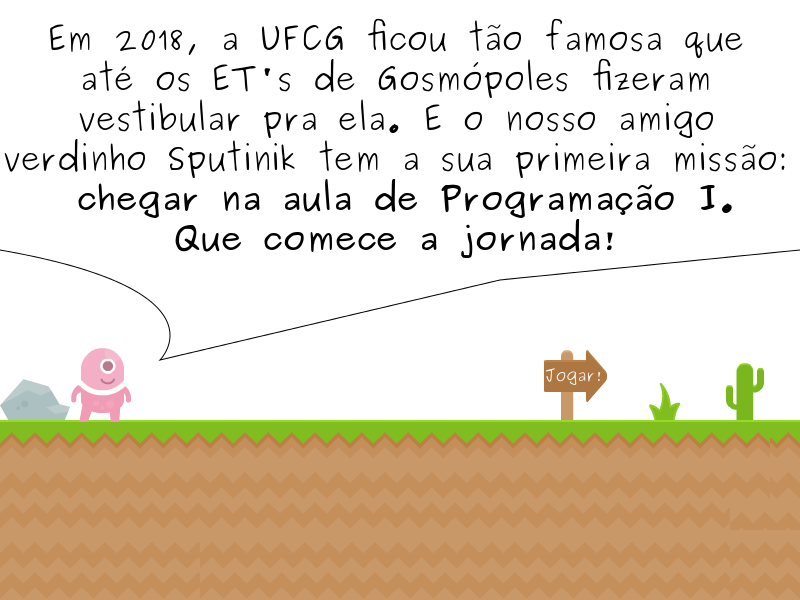 Em 2018, a UFCG ficou tão famosa que
até os ET's de Gosmópoles fizeram
vestibular pra ela. E o nosso amigo
verdinho Sputinik tem a sua primeira missão:
chegar na aula de Programação I.
Que comece a jornada!
Jogar!